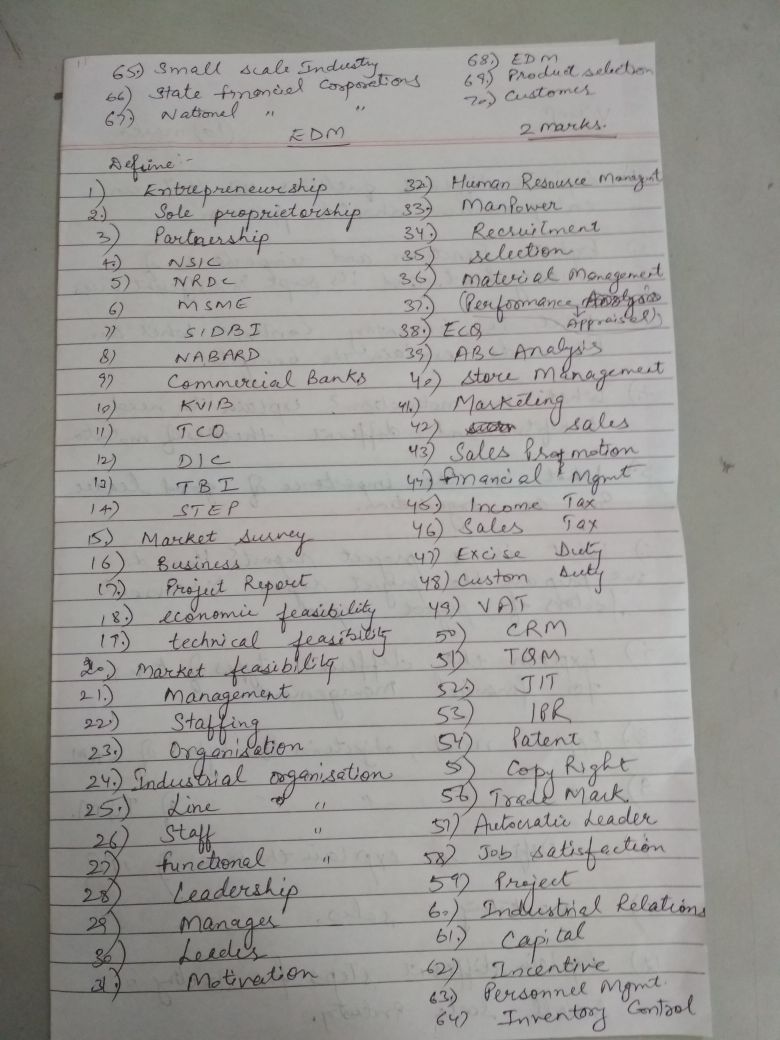 65.) Small scale Industry
66) State financial Corporations
67) National " "
68.) EDM
69.) Product selection
70.) Customer
EDM
2 marks.
Define :-
1) Entrepreneurship
2.) Sole proprietorship
3) Partnership
4.) NSIC
5) NRDC
6) MSME
7) SIDBI
8) NABARD
9) Commercial Banks
10) KVIB
11) TCO
12) DIC
13) TBI
14) STEP
15.) Market Survey
16) Business
17.) Project Report
18.) economic feasibility
19.) technical feasibility
20.) Market feasibility
21.) Management
22.) Staffing
23.) Organisation
24.) Industrial organisation
25.) Line "
26) Staff "
27) functional "
28) Leadership
29) Manager
30) Leader
31.) Motivation
32.) Human Resource Managmt
33.) ManPower
34.) Recruitment
35) selection
36) Material Management
37.) (Performance Appraisal)
38.) ECQ
39) ABC Analysis
40) Store Management
41.) Marketing
42) sales
43) Sales Promotion
44) financial Mgmt
45.) Income Tax
46) Sales Tax
47) Excise Duty
48) Custom Duty
49) VAT
50) CRM
51) TQM
52.) JIT
53) IPR
54) Patent
55) Copy Right
56) Trade Mark
57) Autocratic Leader
58) Job satisfaction
59) Project
60) Industrial Relations
61.) Capital
62) Incentive
63.) Personnel Mgmt.
64) Inventory Control